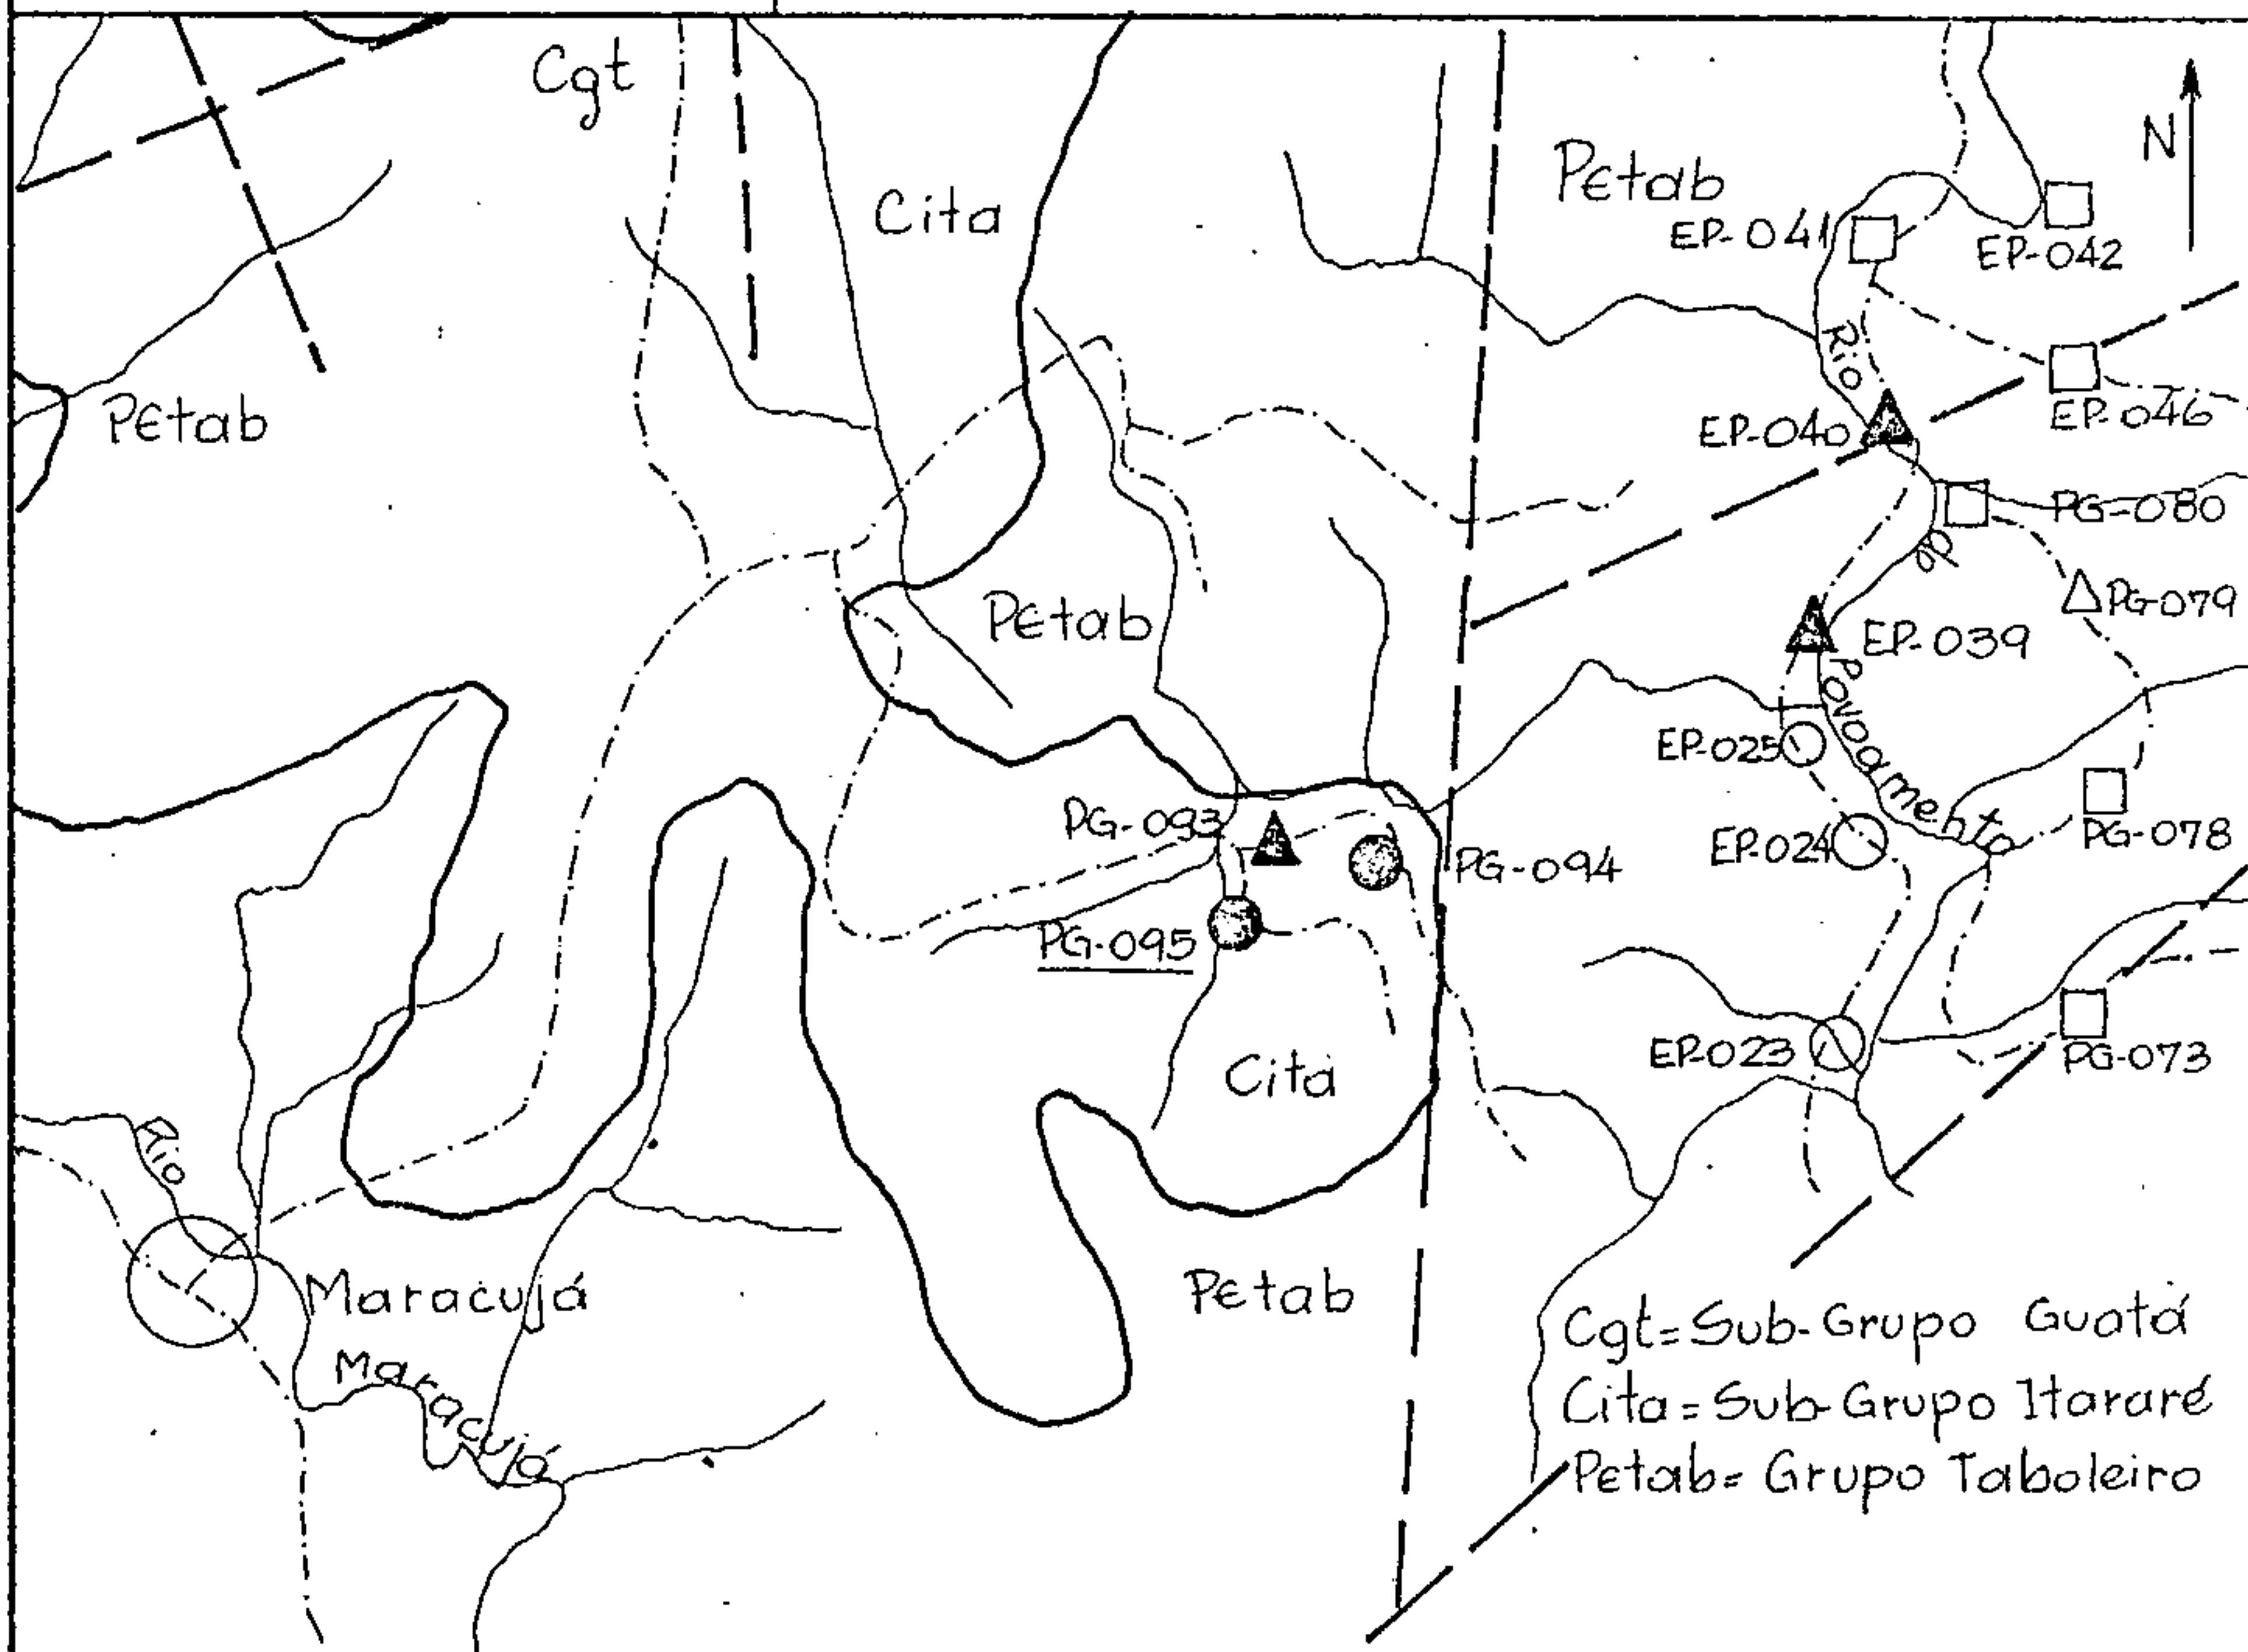 Cgt
Cita
Petab
N
EP-041
EP-042
Rio
Petab
EP-040
EP-046
PG-080
do
Petab
PG-079
EP-039
Povoamento
EP-025
PG-093
PG-078
EP-024
PG-094
PG-095
Cita
EP-023
PG-073
Rio
Maracujá
Petab
Maracujá
Cgt=Sub-Grupo Guatá
Cita=Sub-Grupo Itararé
Petab= Grupo Taboleiro